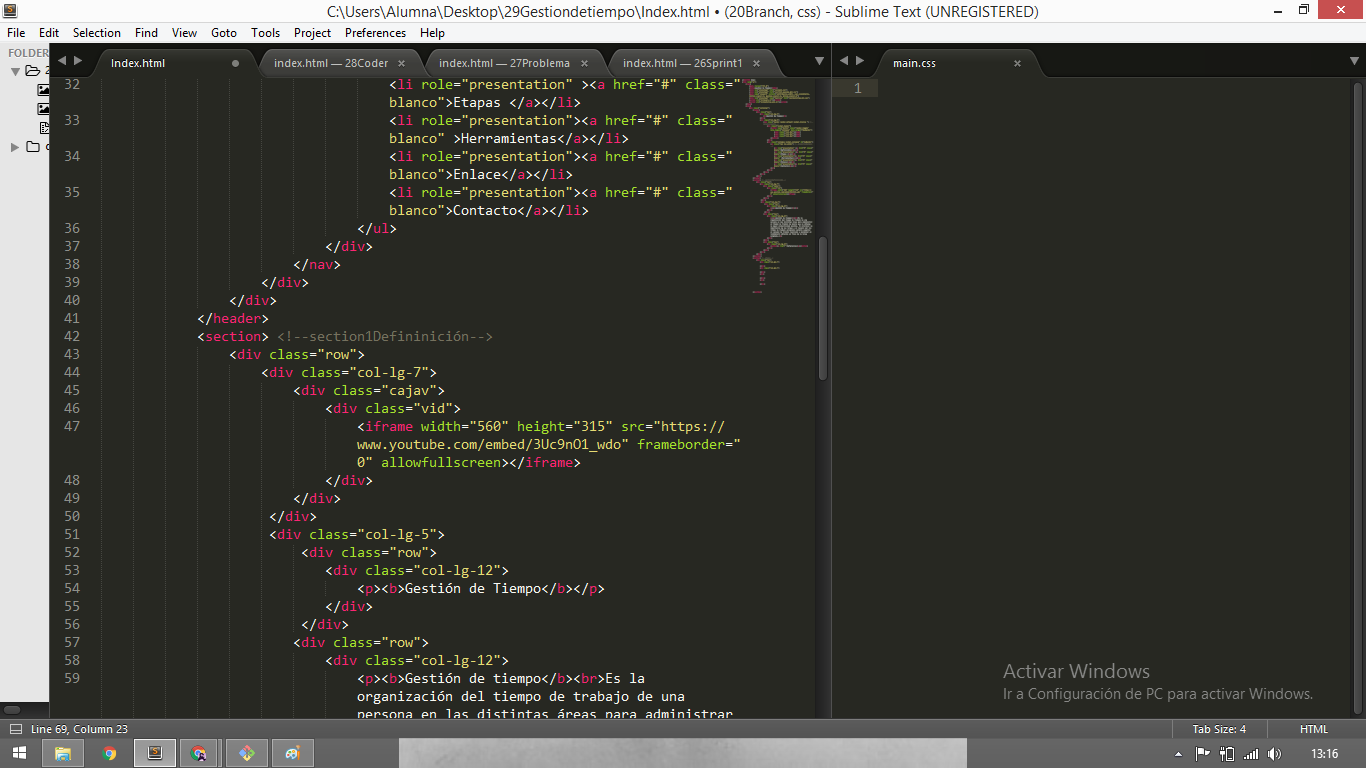 C:\Users\Alumna\Desktop\29Gestiondetiempo\Index.html • (20Branch, css) - Sublime Text (UNREGISTERED)
File Edit Selection Find View Goto Tools Project Preferences Help
FOLDER
Index.html
index.html — 28Coder
index.html — 27Problema
index.html — 26Sprint1
main.css
32 <li role="presentation" ><a href="#" class="
blanco">Etapas </a></li>
33 <li role="presentation"><a href="#" class="
blanco" >Herramientas</a></li>
34 <li role="presentation"><a href="#" class="
blanco">Enlace</a></li>
35 <li role="presentation"><a href="#" class="
blanco">Contacto</a></li>
36 </ul>
37 </div>
38 </nav>
39 </div>
40 </div>
41 </header>
42 <section> <!--section1Defininición-->
43 <div class="row">
44 <div class="col-lg-7">
45 <div class="cajav">
46 <div class="vid">
47 <iframe width="560" height="315" src="https://
www.youtube.com/embed/3Uc9nO1_wdo" frameborder="
0" allowfullscreen></iframe>
48 </div>
49 </div>
50 </div>
51 <div class="col-lg-5">
52 <div class="row">
53 <div class="col-lg-12">
54 <p><b>Gestión de Tiempo</b></p>
55 </div>
56 </div>
57 <div class="row">
58 <div class="col-lg-12">
59 <p><b>Gestión de tiempo</b><br>Es la
organización del tiempo de trabajo de una
persona en las distintas áreas para administrar
1
Activar Windows
Ir a Configuración de PC para activar Windows.
Line 69, Column 23
Tab Size: 4
HTML
13:16